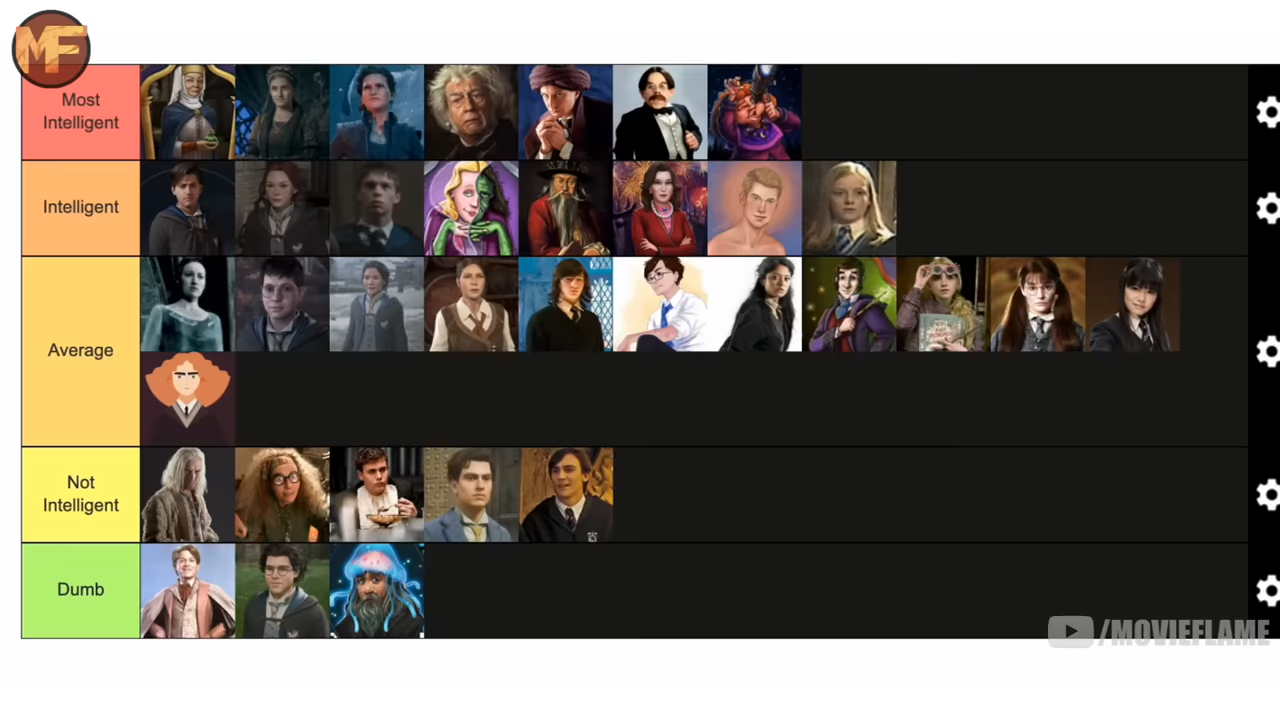 MF
Most
Intelligent
Intelligent
Average
Not
Intelligent
Dumb
/MOVIEFLAME